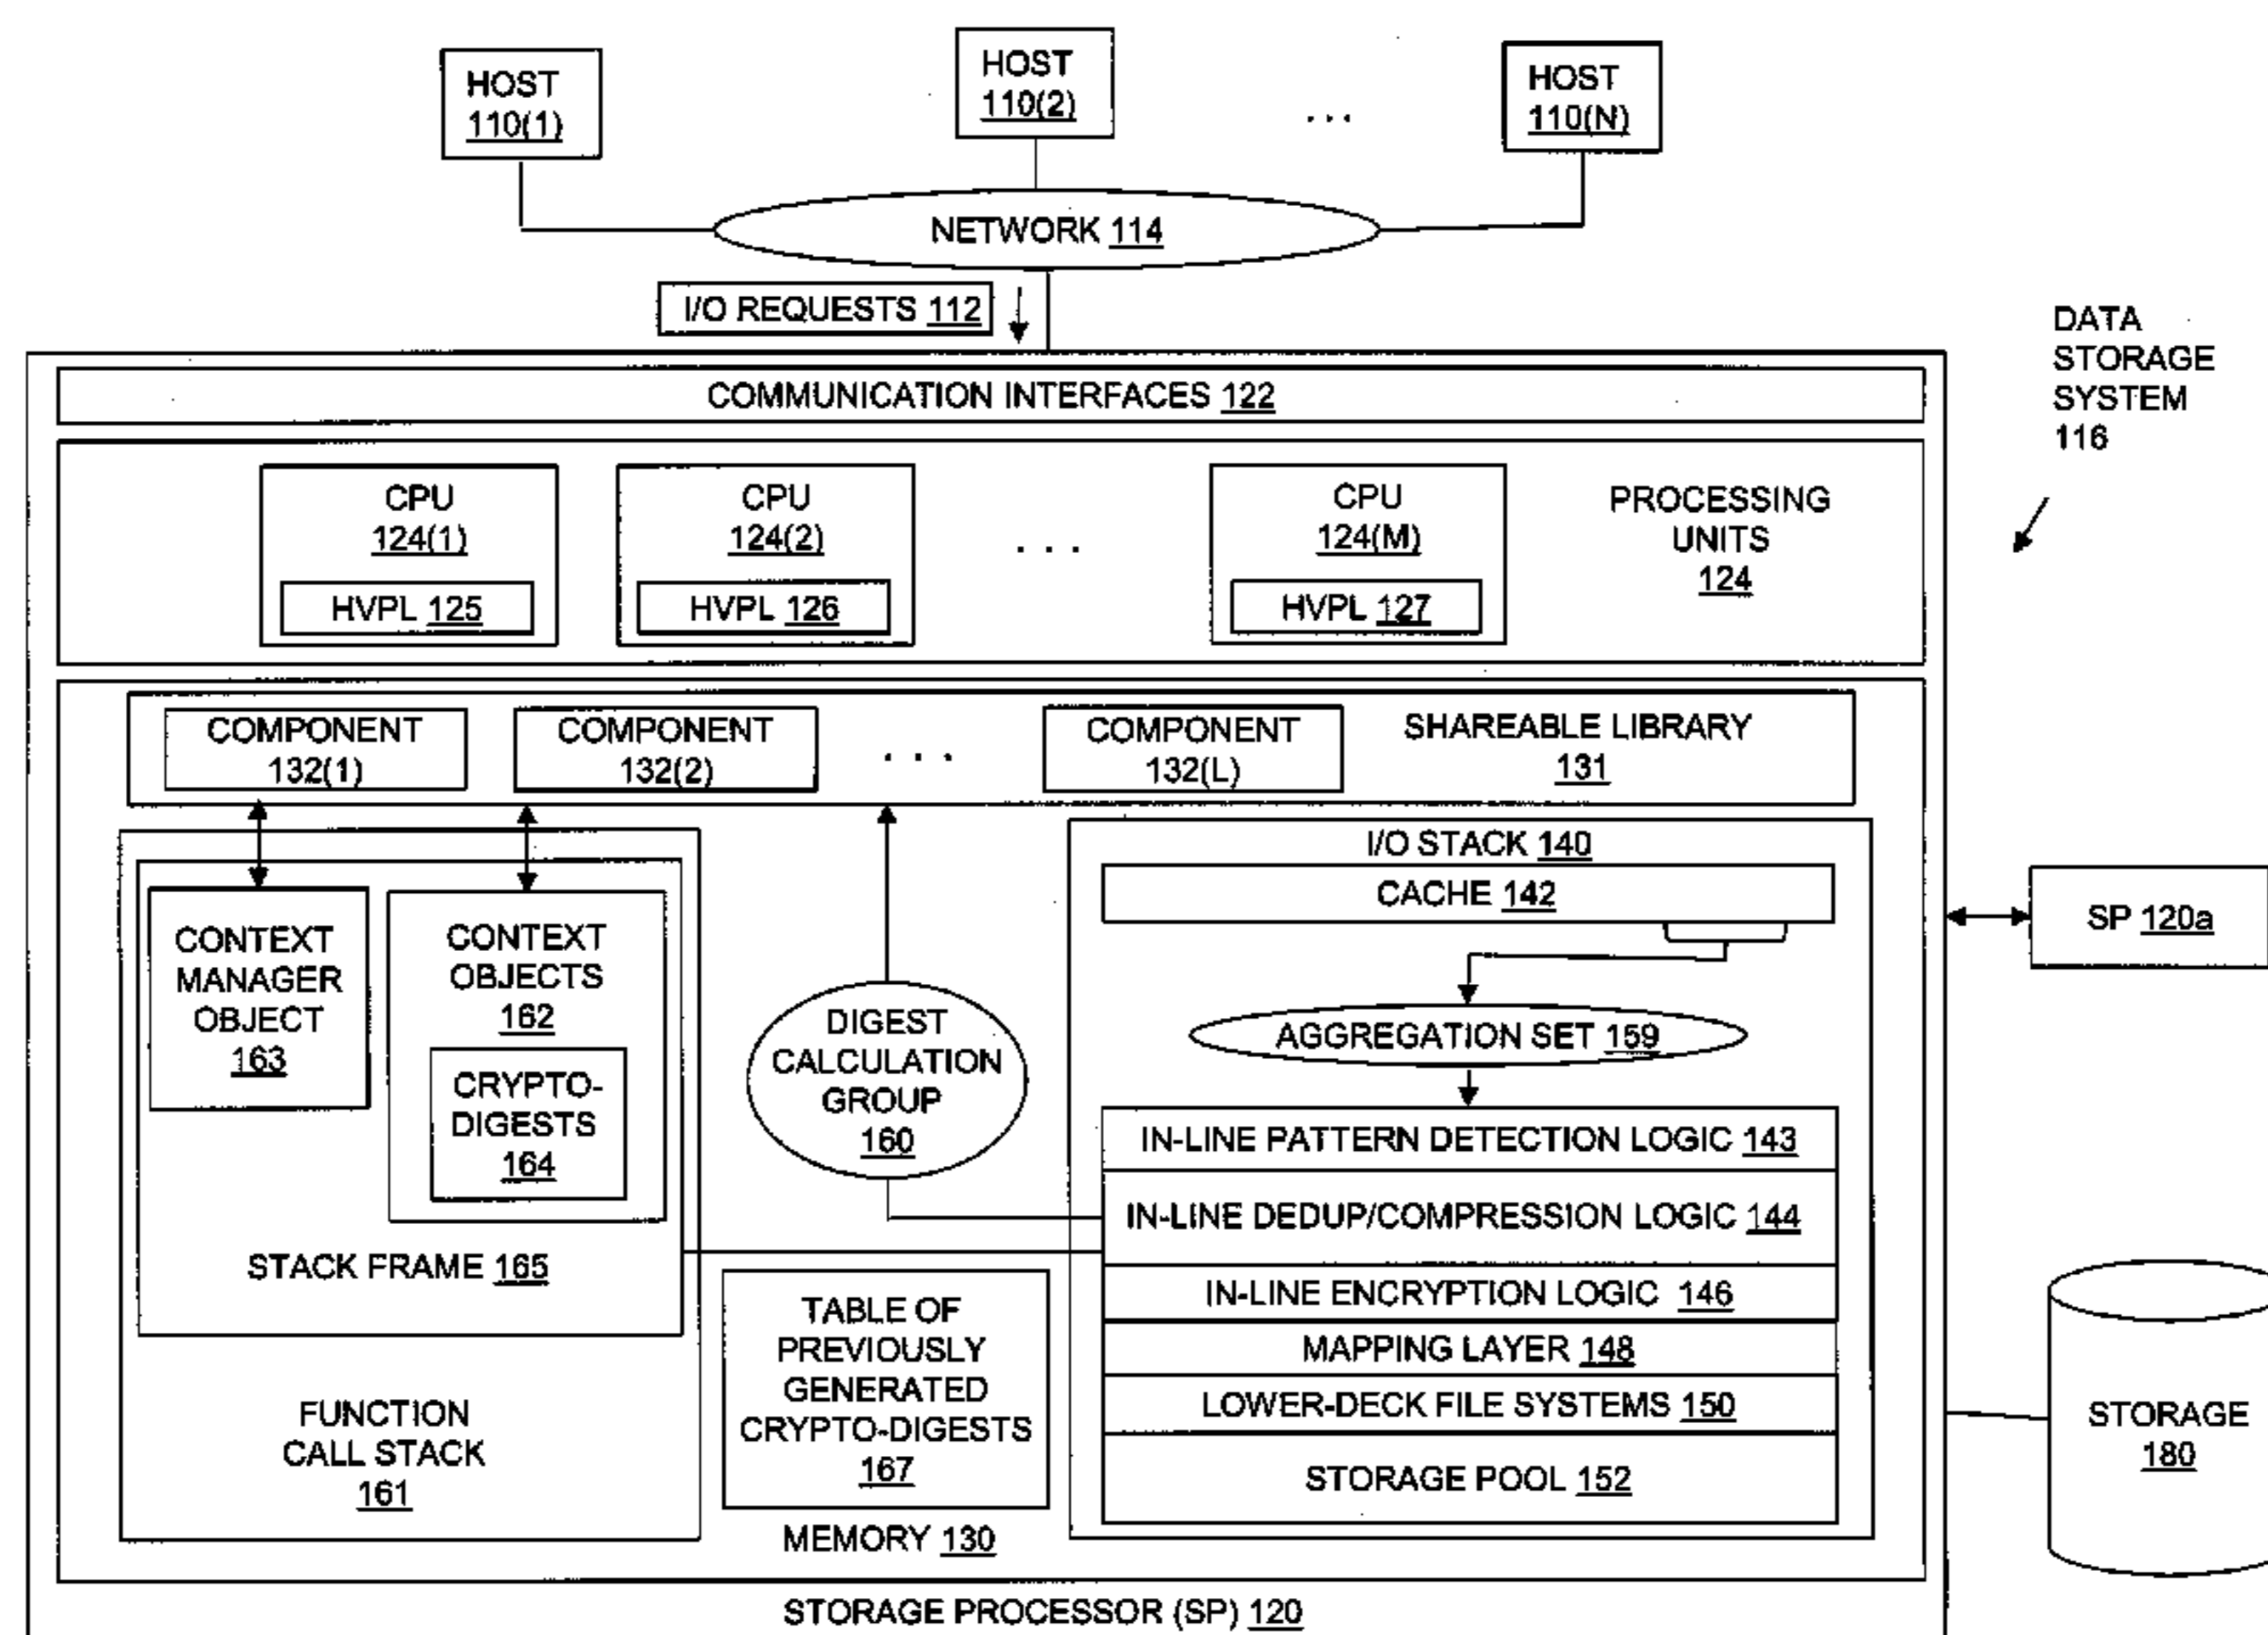 HOST
110(1)
HOST
110(2)
...
HOST
110(N)
NETWORK 114
I/O REQUESTS 112
DATA
STORAGE
SYSTEM
116
COMMUNICATION INTERFACES 122
CPU
124(1)
HVPL 125
CPU
124(2)
HVPL 126
...
CPU
124(M)
HVPL 127
PROCESSING
UNITS
124
COMPONENT
132(1)
COMPONENT
132(2)
...
COMPONENT
132(L)
SHAREABLE LIBRARY
131
CONTEXT
MANAGER
OBJECT
163
CONTEXT
OBJECTS
162
CRYPTO-
DIGESTS
164
STACK FRAME 165
FUNCTION
CALL STACK
161
DIGEST
CALCULATION
GROUP
160
TABLE OF
PREVIOUSLY
GENERATED
CRYPTO-DIGESTS
167
I/O STACK 140
CACHE 142
AGGREGATION SET 159
IN-LINE PATTERN DETECTION LOGIC 143
IN-LINE DEDUP/COMPRESSION LOGIC 144
IN-LINE ENCRYPTION LOGIC 146
MAPPING LAYER 148
LOWER-DECK FILE SYSTEMS 150
STORAGE POOL 152
MEMORY 130
STORAGE PROCESSOR (SP) 120
SP 120a
STORAGE
180